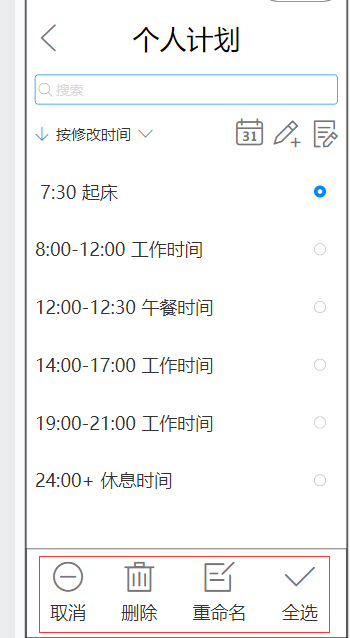 个人计划
搜索
按修改时间 31
7:30 起床
8:00-12:00 工作时间
12:00-12:30 午餐时间
14:00-17:00 工作时间
19:00-21:00 工作时间
24:00+ 休息时间
取消 删除 重命名 全选